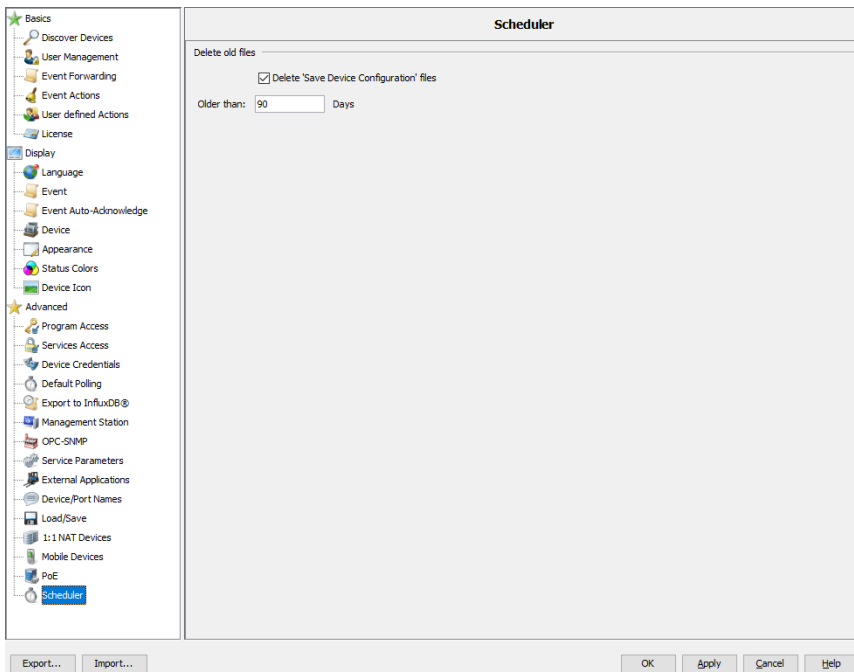 Basics
Discover Devices
User Management
Event Forwarding
Event Actions
User defined Actions
License
Display
Language
Event
Event Auto-Acknowledge
Device
Appearance
Status Colors
Device Icon
Advanced
Program Access
Services Access
Device Credentials
Default Polling
Export to InfluxDB®
Management Station
OPC-SNMP
Service Parameters
External Applications
Device/Port Names
Load/Save
1:1 NAT Devices
Mobile Devices
PoE
Scheduler
Scheduler
Delete old files
Delete 'Save Device Configuration' files
Older than: 90 Days
Export... Import... OK Apply Cancel Help